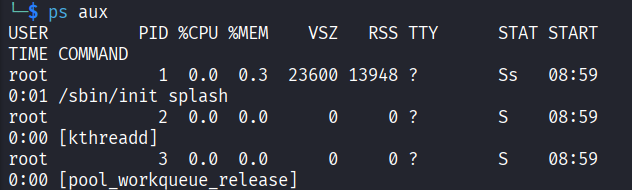 └─$ ps aux
USER         PID %CPU %MEM    VSZ   RSS TTY      STAT START
TIME COMMAND
root           1  0.0  0.3  23600 13948 ?        Ss   08:59
0:01 /sbin/init splash
root           2  0.0  0.0      0     0 ?        S    08:59
0:00 [kthreadd]
root           3  0.0  0.0      0     0 ?        S    08:59
0:00 [pool_workqueue_release]